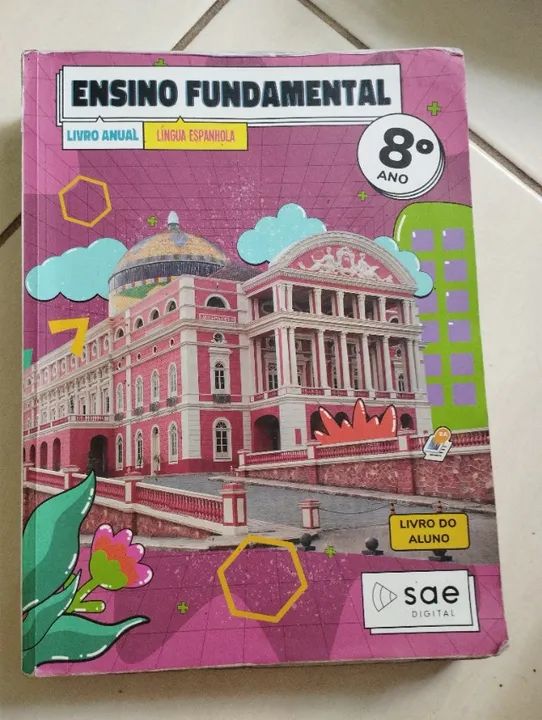 ENSINO FUNDAMENTAL
LIVRO ANUAL
LÍNGUA ESPANHOLA
8º
ANO
LIVRO DO
ALUNO
sae
DIGITAL